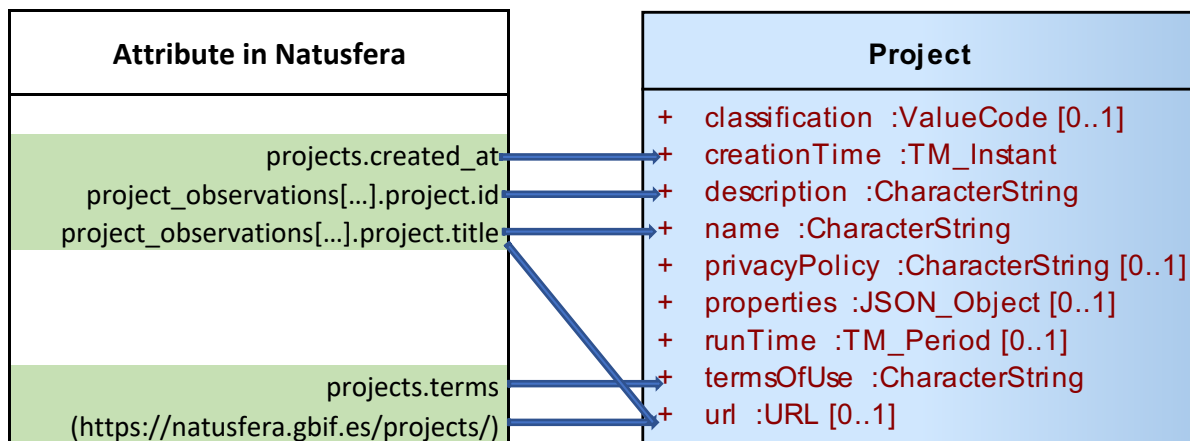 Attribute in Natusfera
projects.created_at
project_observations[…].project.id
project_observations[…].project.title
projects.terms
(https://natusfera.gbif.es/projects/)
Project
+ classification :ValueCode [0..1]
+ creationTime :TM_Instant
+ description :CharacterString
+ name :CharacterString
+ privacyPolicy :CharacterString [0..1]
+ properties :JSON_Object [0..1]
+ runTime :TM_Period [0..1]
+ termsOfUse :CharacterString
+ url :URL [0..1]